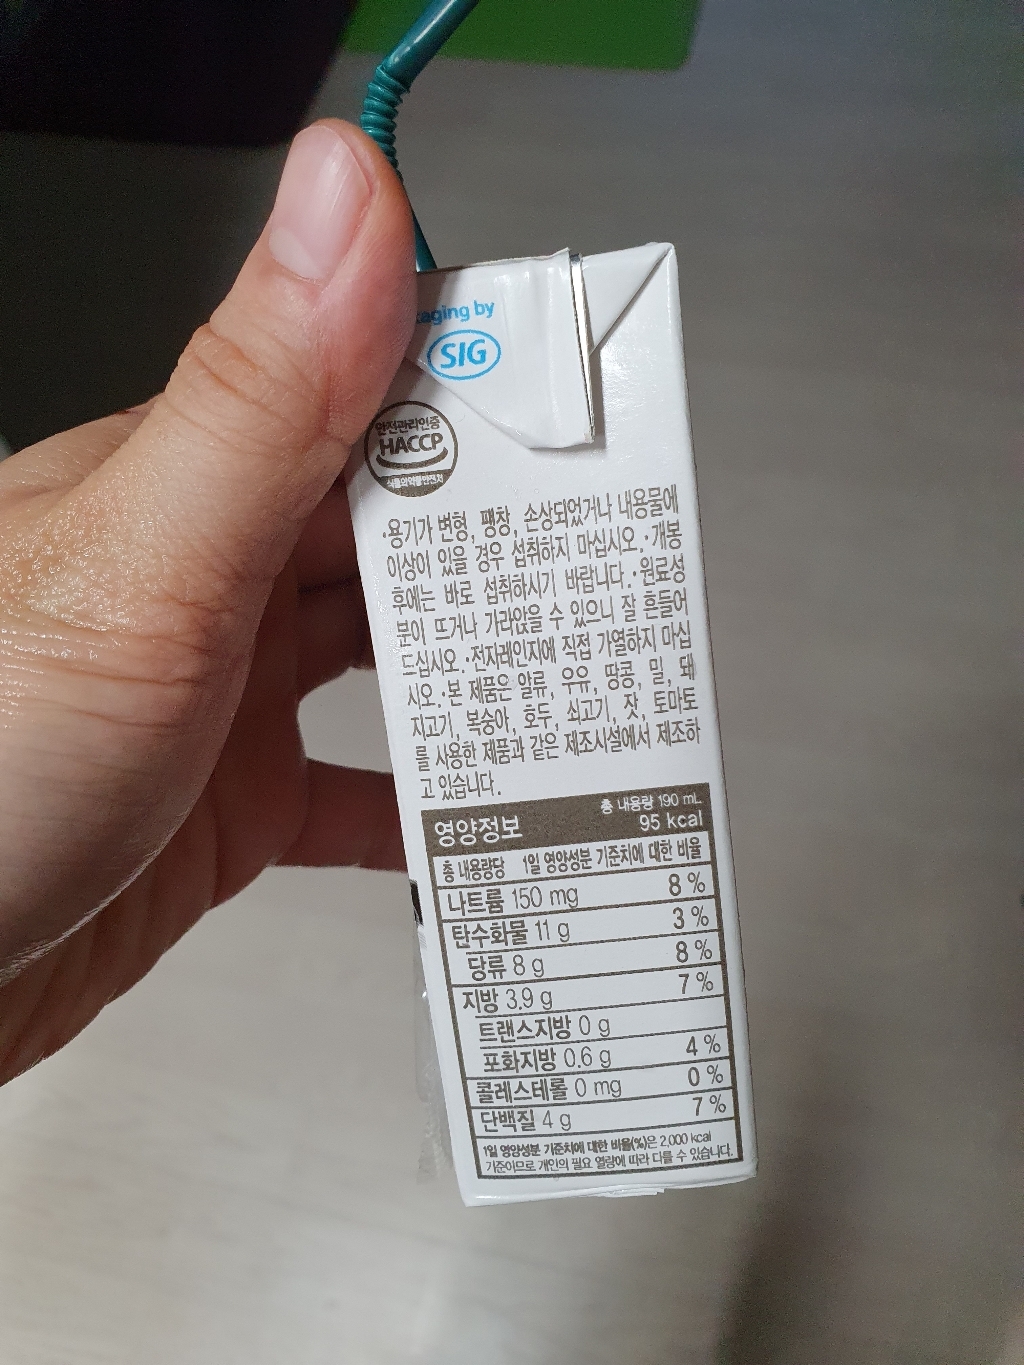 aging by
SIG
안전관리인증
HACCP
식품의약품안전처
·용기가 변형, 팽창, 손상되었거나 내용물에
이상이 있을 경우 섭취하지 마십시오.·개봉
후에는 바로 섭취하시기 바랍니다.·원료성
분이 뜨거나 가라앉을 수 있으니 잘 흔들어
드십시오.·전자레인지에 직접 가열하지 마십
시오.·본 제품은 알류, 우유, 땅콩, 밀, 돼
지고기, 복숭아, 호두, 쇠고기, 잣, 토마토
를 사용한 제품과 같은 제조시설에서 제조하
고 있습니다.
영양정보 총 내용량 190 mL
95 kcal
총 내용량당 1일 영양성분 기준치에 대한 비율
나트륨 150 mg 8 %
탄수화물 11 g 3 %
당류 8 g 8 %
지방 3.9 g 7 %
트랜스지방 0 g
포화지방 0.6 g 4 %
콜레스테롤 0 mg 0 %
단백질 4 g 7 %
1일 영양성분 기준치에 대한 비율(%)은 2,000 kcal
기준이므로 개인의 필요 열량에 따라 다를 수 있습니다.